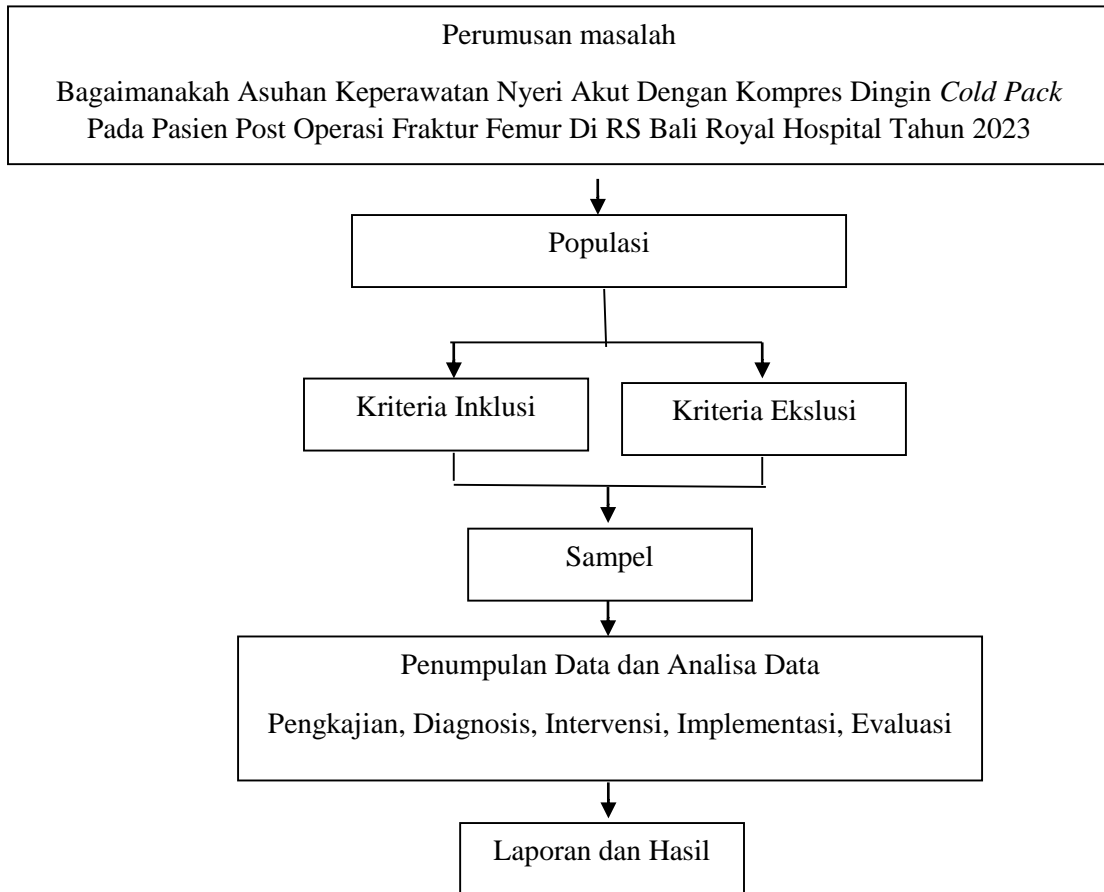 Perumusan masalah
Bagaimanakah Asuhan Keperawatan Nyeri Akut Dengan Kompres Dingin Cold Pack
Pada Pasien Post Operasi Fraktur Femur Di RS Bali Royal Hospital Tahun 2023
Populasi
Kriteria Inklusi
Kriteria Ekslusi
Sampel
Penumpulan Data dan Analisa Data
Pengkajian, Diagnosis, Intervensi, Implementasi, Evaluasi
Laporan dan Hasil